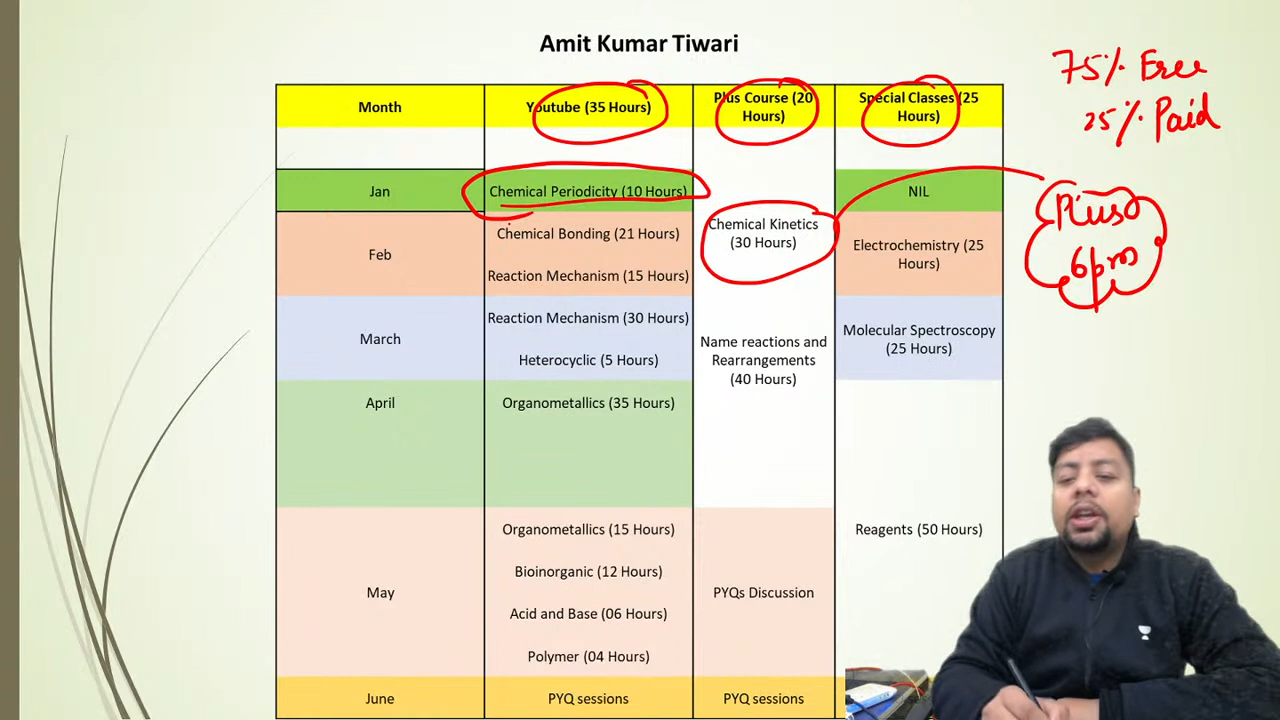 Amit Kumar Tiwari
75% Free
25% Paid
Month
Youtube (35 Hours)
Plus Course (20
Hours)
Special Classes (25
Hours)
Jan
Chemical Periodicity (10 Hours)
NIL
Plus
6pm
Feb
Chemical Bonding (21 Hours)
Reaction Mechanism (15 Hours)
Chemical Kinetics
(30 Hours)
Electrochemistry (25
Hours)
March
Reaction Mechanism (30 Hours)
Heterocyclic (5 Hours)
Name reactions and
Rearrangements
(40 Hours)
Molecular Spectroscopy
(25 Hours)
April
Organometallics (35 Hours)
May
Organometallics (15 Hours)
Bioinorganic (12 Hours)
Acid and Base (06 Hours)
Polymer (04 Hours)
PYQs Discussion
Reagents (50 Hours)
June
PYQ sessions
PYQ sessions